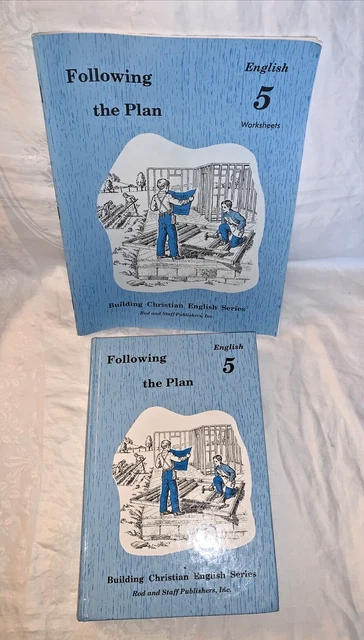 Following
the Plan
English
5
Worksheets
Building Christian English Series
Rod and Staff Publishers, Inc.
Following
the Plan
English
5
Building Christian English Series
Rod and Staff Publishers, Inc.